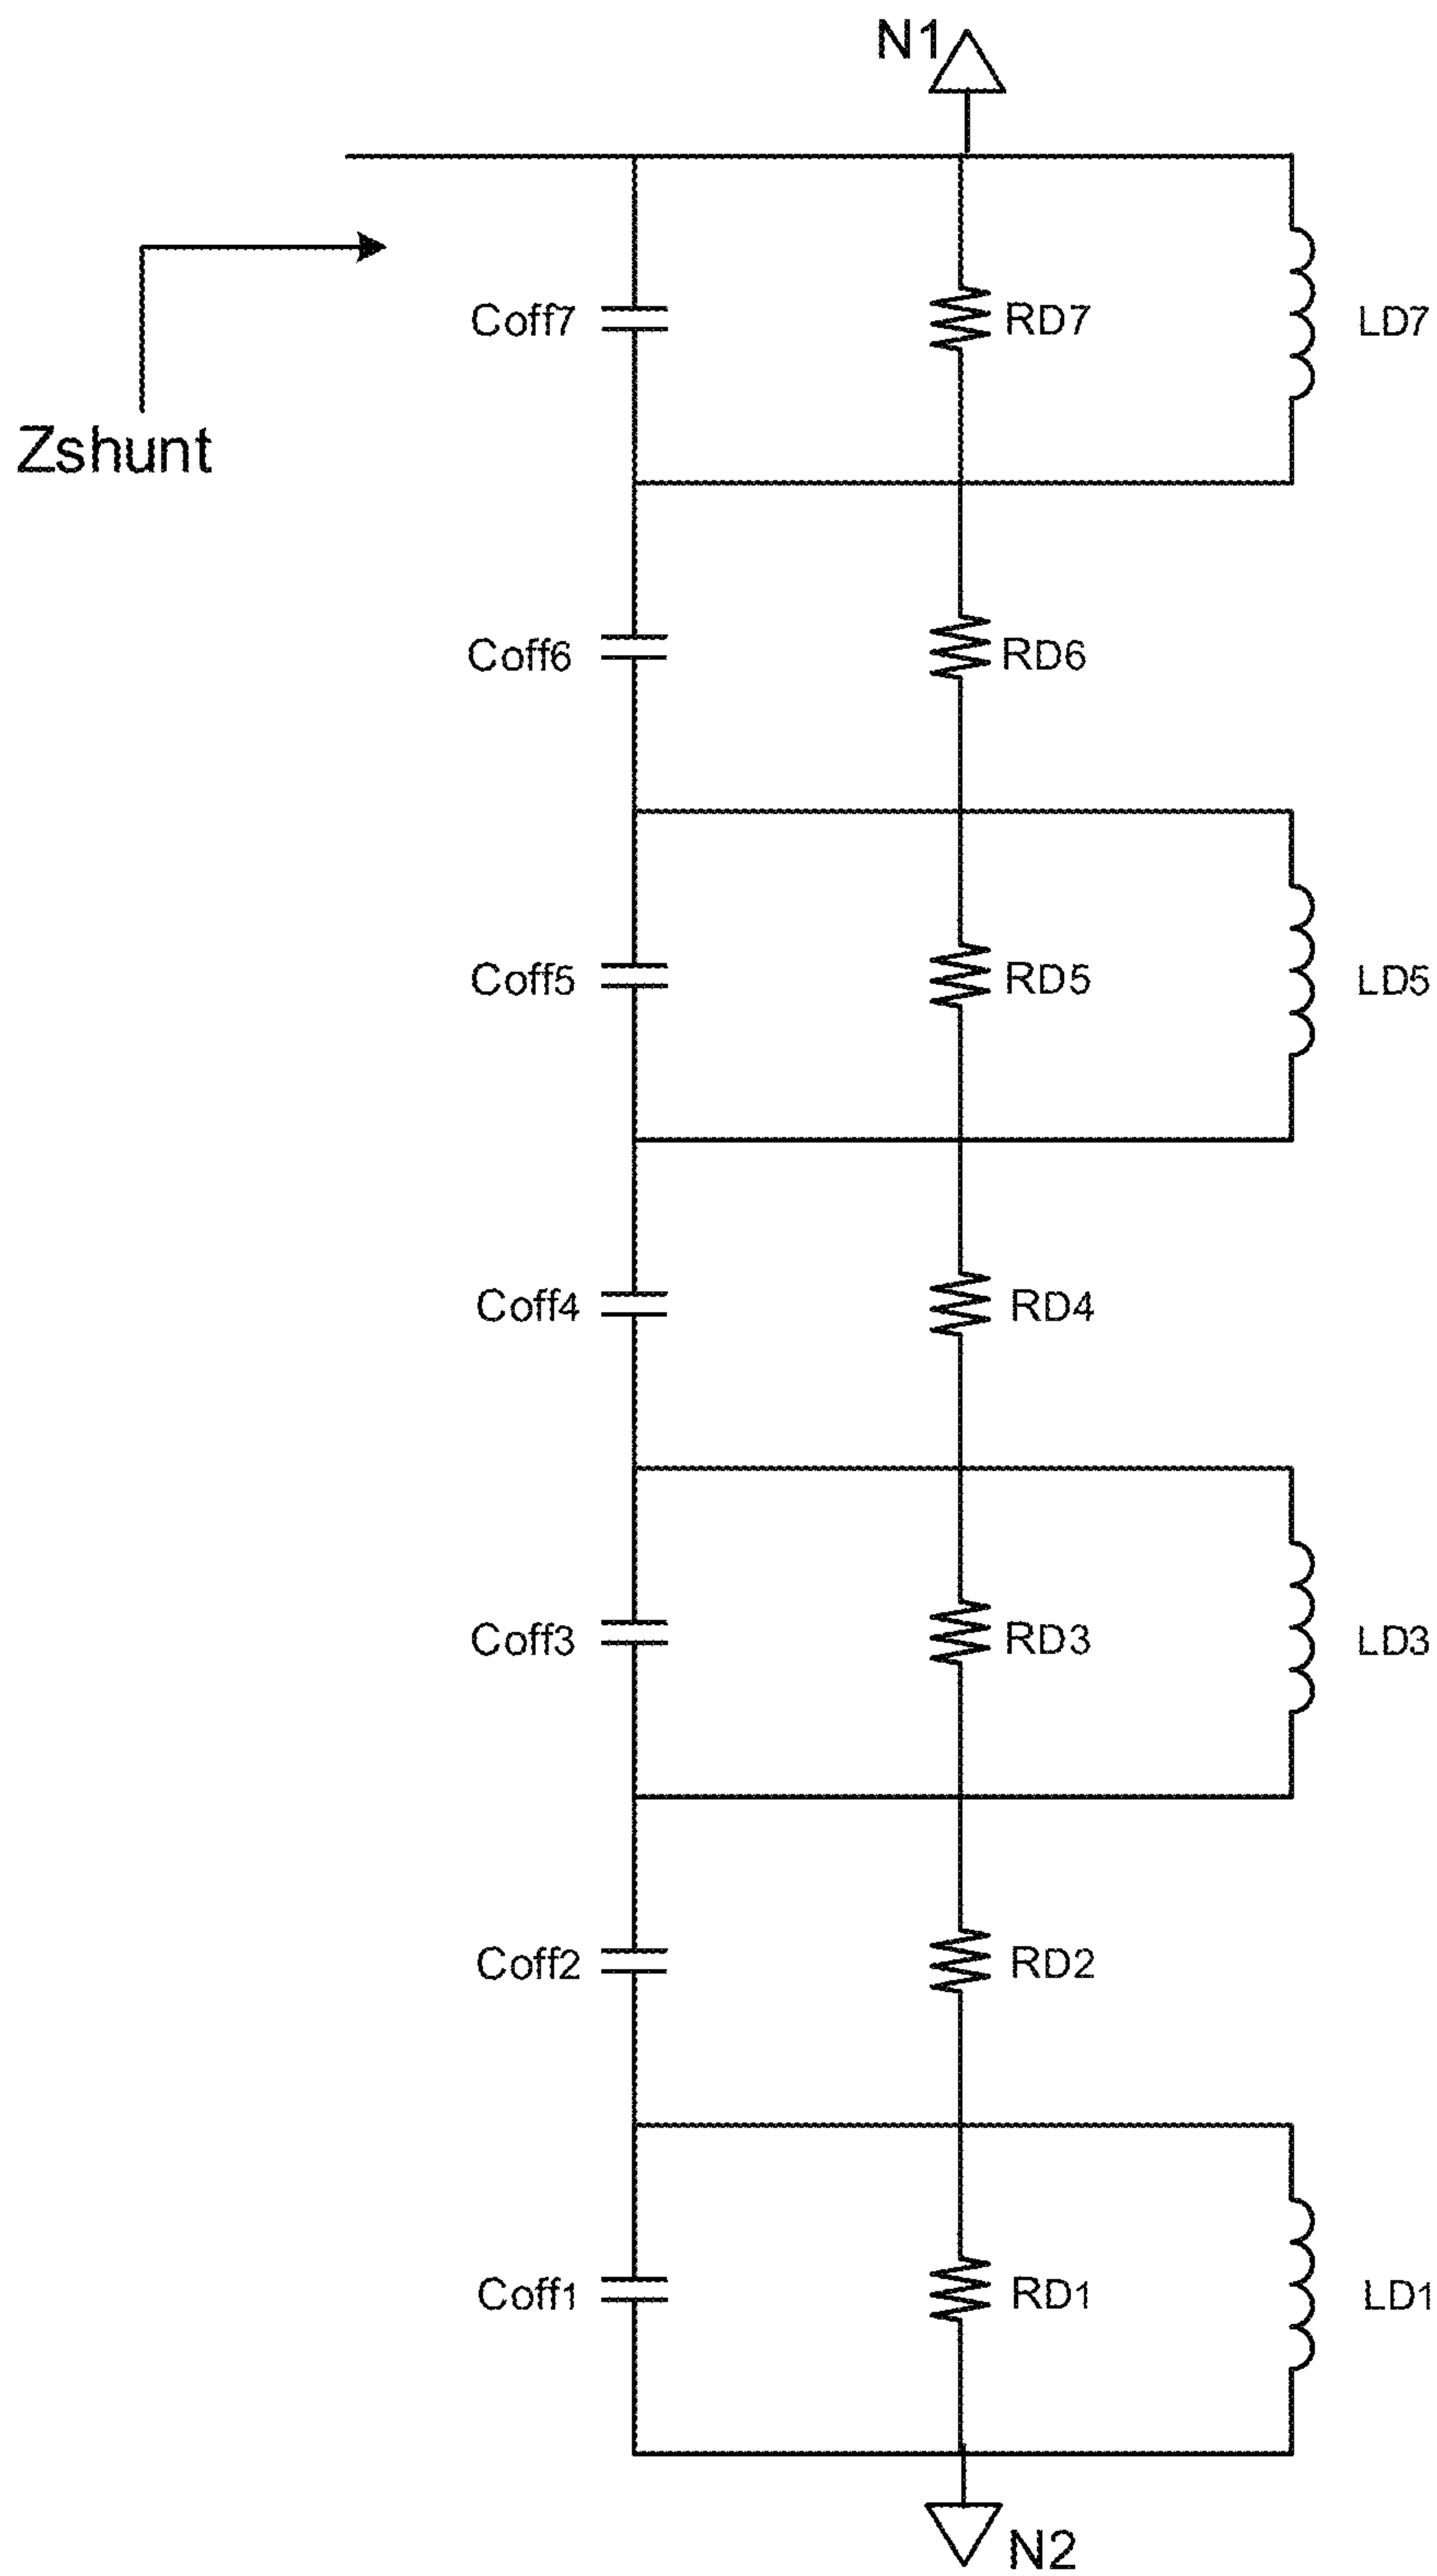 N1
Zshunt
Coff7 RD7 LD7
Coff6 RD6
Coff5 RD5 LD5
Coff4 RD4
Coff3 RD3 LD3
Coff2 RD2
Coff1 RD1 LD1
N2